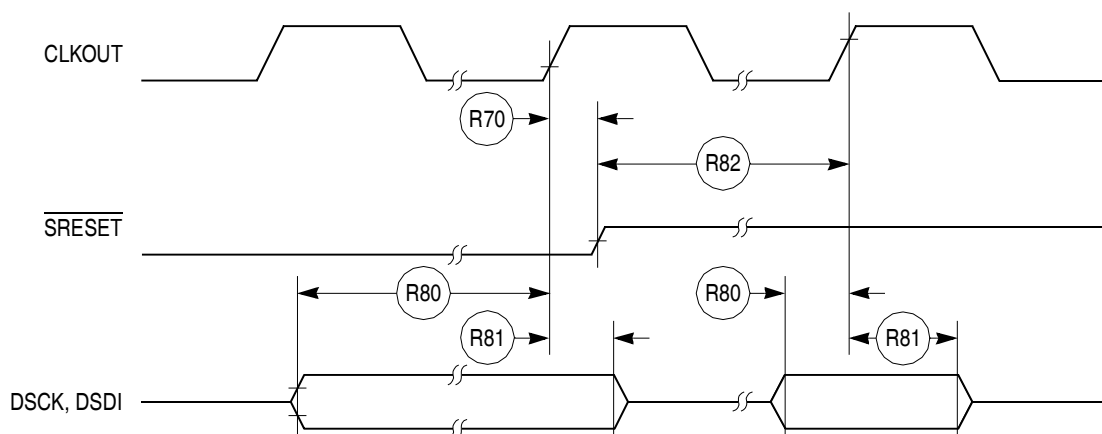 CLKOUT
R70
R82
SRESET
R80
R80
R81
R81
DSCK, DSDI